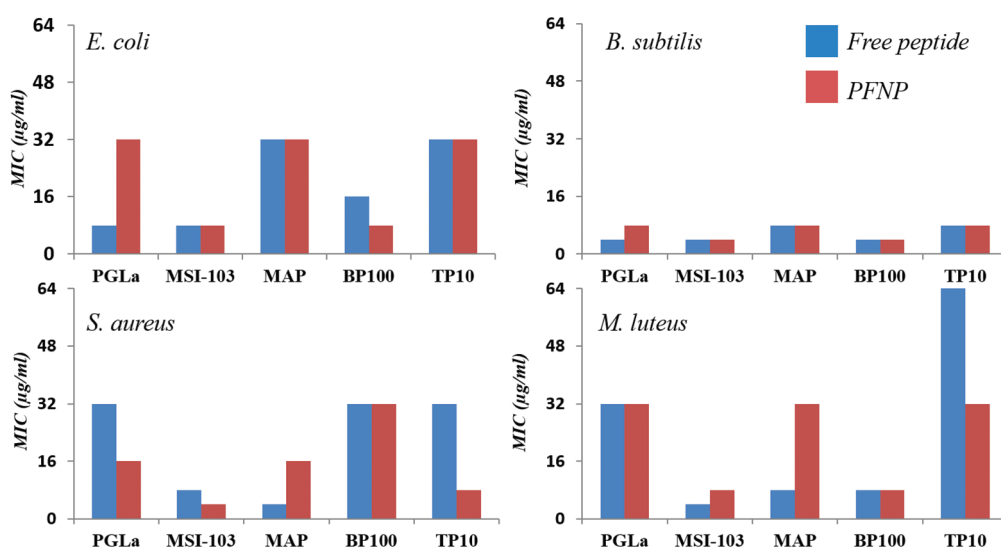 E. coli
MIC (µg/ml)
64
48
32
16
0
PGLa MSI-103 MAP BP100 TP10
B. subtilis
Free peptide
PFNP
MIC (µg/ml)
64
48
32
16
0
PGLa MSI-103 MAP BP100 TP10
S. aureus
MIC (µg/ml)
64
48
32
16
0
PGLa MSI-103 MAP BP100 TP10
M. luteus
MIC (µg/ml)
64
48
32
16
0
PGLa MSI-103 MAP BP100 TP10